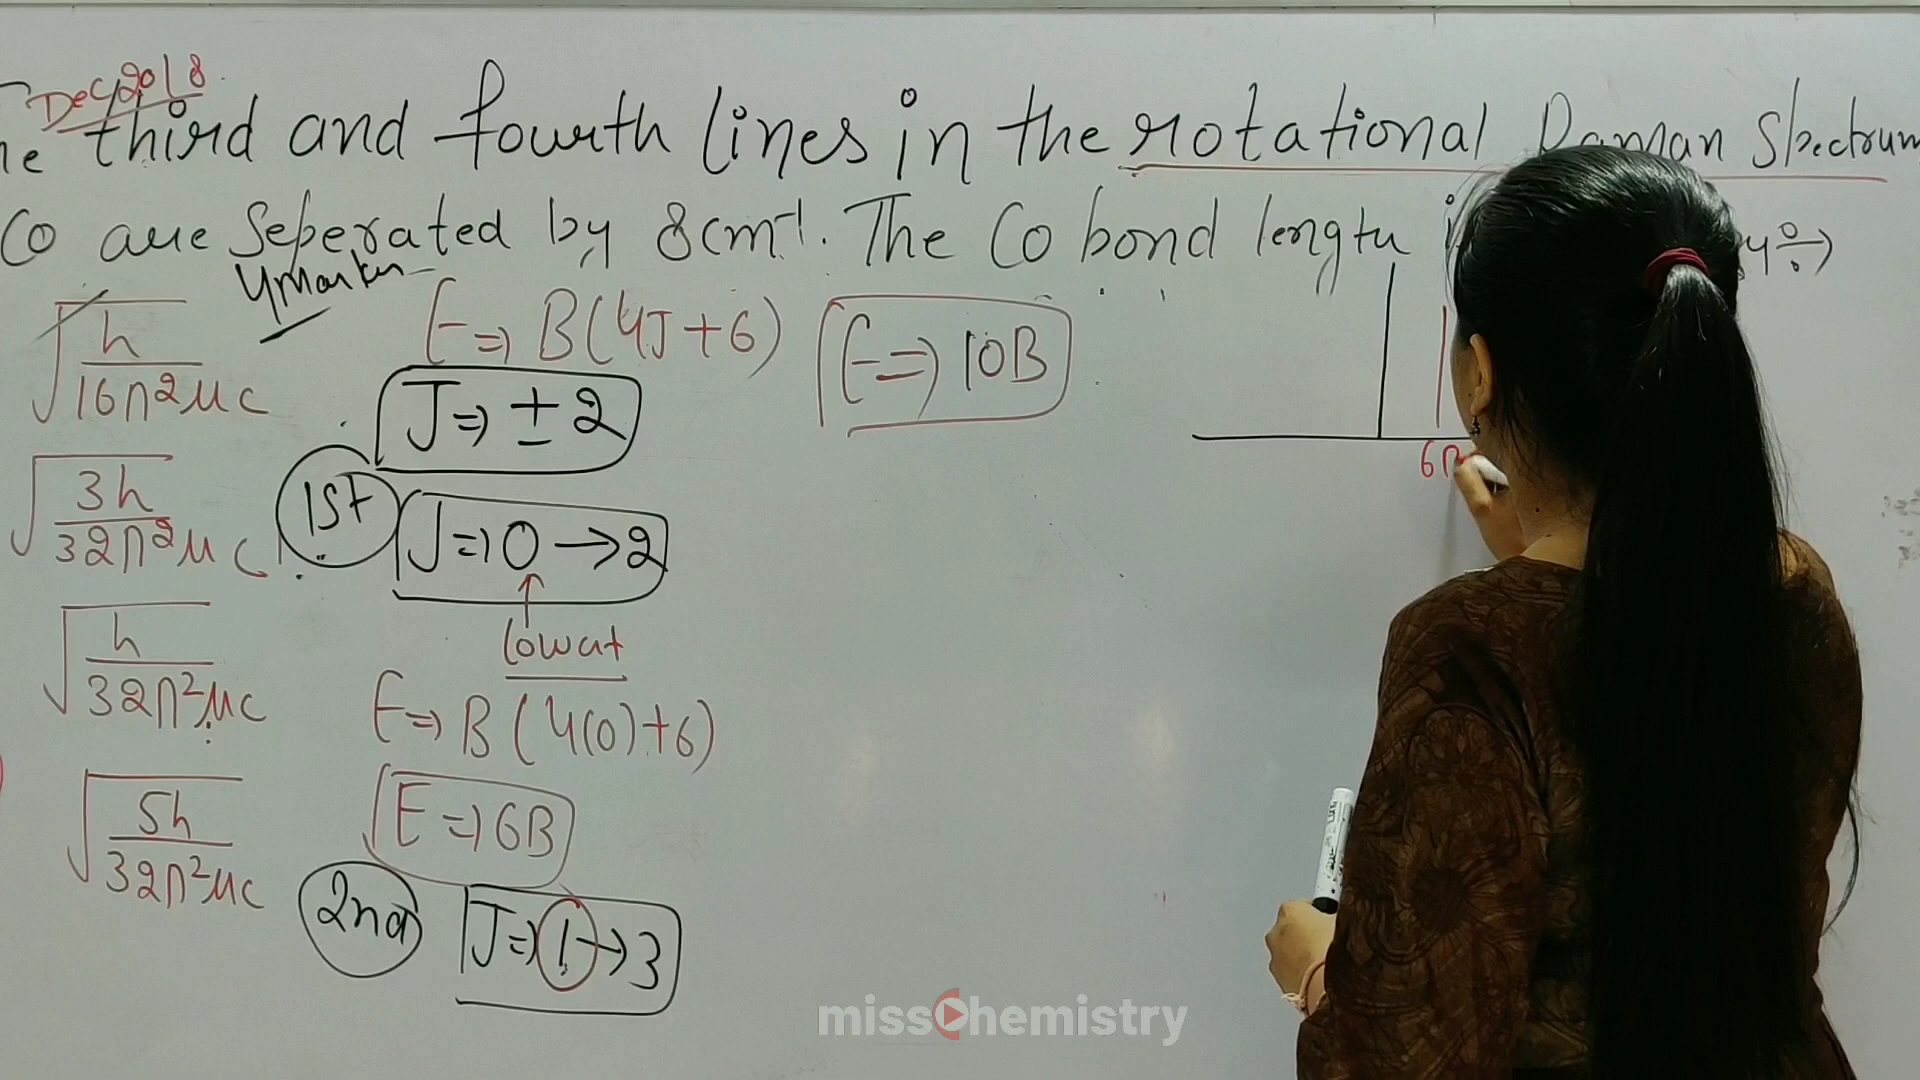 Dec 2018
third and fourth lines in the rotational Raman Spectrum
CO are Seperated by 8cm⁻¹. The CO bond length
4 Marks
E => B(4J+6)
E => 10B
√h/16π²μc
J => ±2
√3h/32π²μc
1st
J => 0 → 2
lowest
√h/32π²μc
E => B(4(0)+6)
√5h/32π²μc
E => 6B
2nd
J => 1 → 3
6B
missChemistry